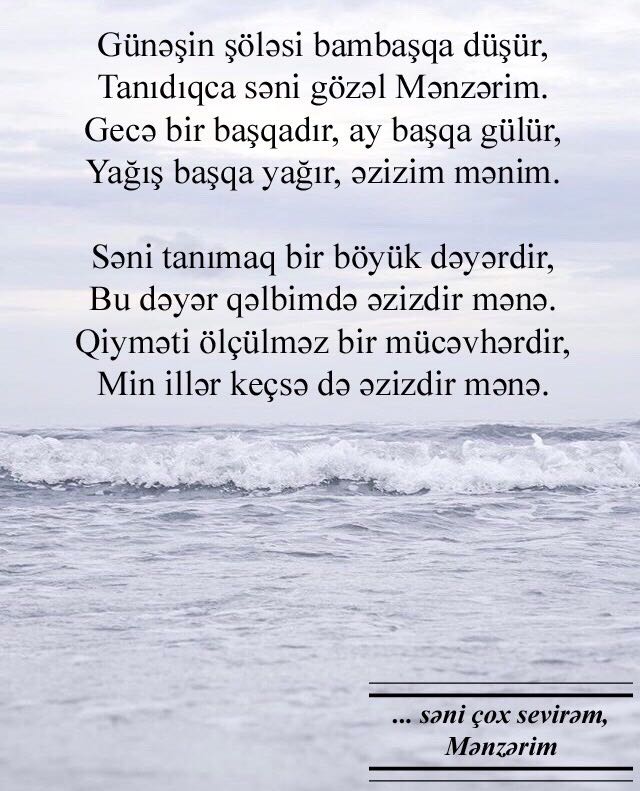 Günəşin şöləsi bambaşqa düşür,
Tanıdıqca səni gözəl Mənzərim.
Gecə bir başqadır, ay başqa gülür,
Yağış başqa yağır, əzizim mənim.
Səni tanımaq bir böyük dəyərdir,
Bu dəyər qəlbimdə əzizdir mənə.
Qiyməti ölçülməz bir mücəvhərdir,
Min illər keçsə də əzizdir mənə.
... səni çox sevirəm,
Mənzərim